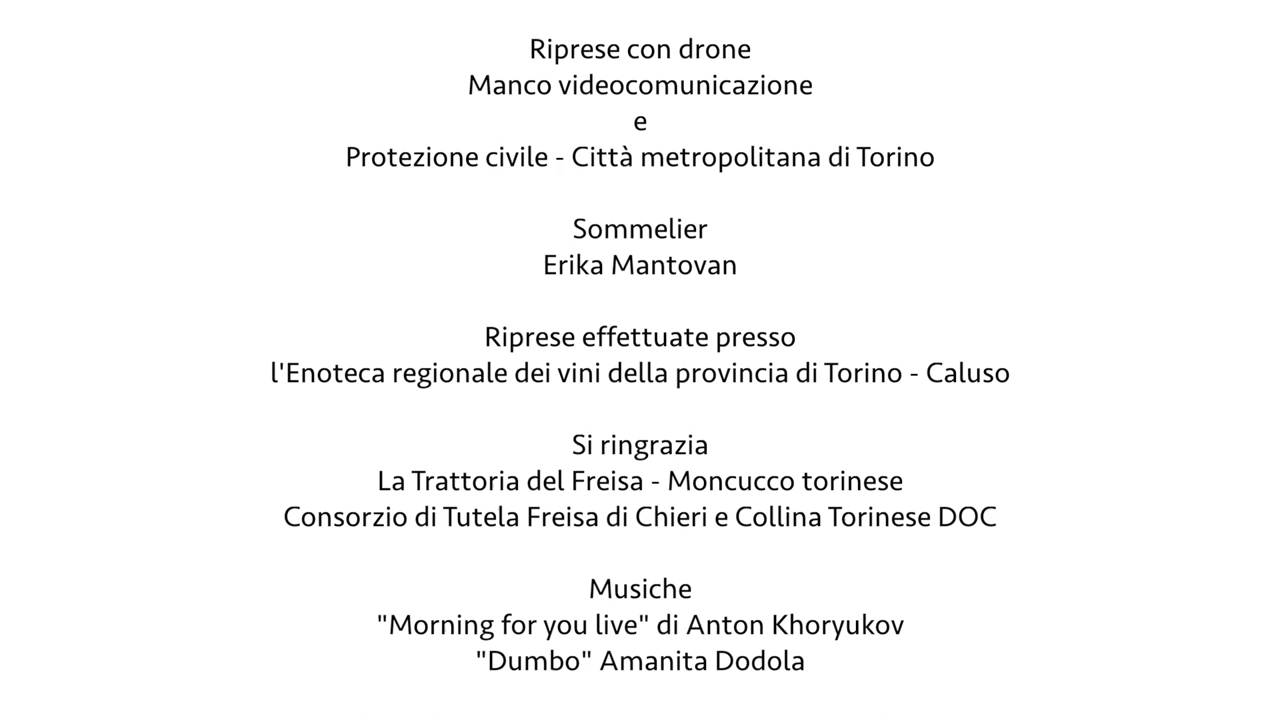 Riprese con drone
Manco videocomunicazione
e
Protezione civile - Città metropolitana di Torino
Sommelier
Erika Mantovan
Riprese effettuate presso
l'Enoteca regionale dei vini della provincia di Torino - Caluso
Si ringrazia
La Trattoria del Freisa - Moncucco torinese
Consorzio di Tutela Freisa di Chieri e Collina Torinese DOC
Musiche
"Morning for you live" di Anton Khoryukov
"Dumbo" Amanita Dodola